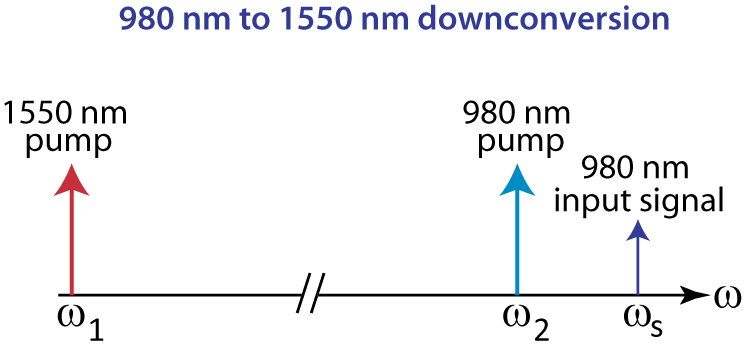 980 nm to 1550 nm downconversion
1550 nm
pump
980 nm
pump
980 nm
input signal
ω
ω1
ω2
ωs